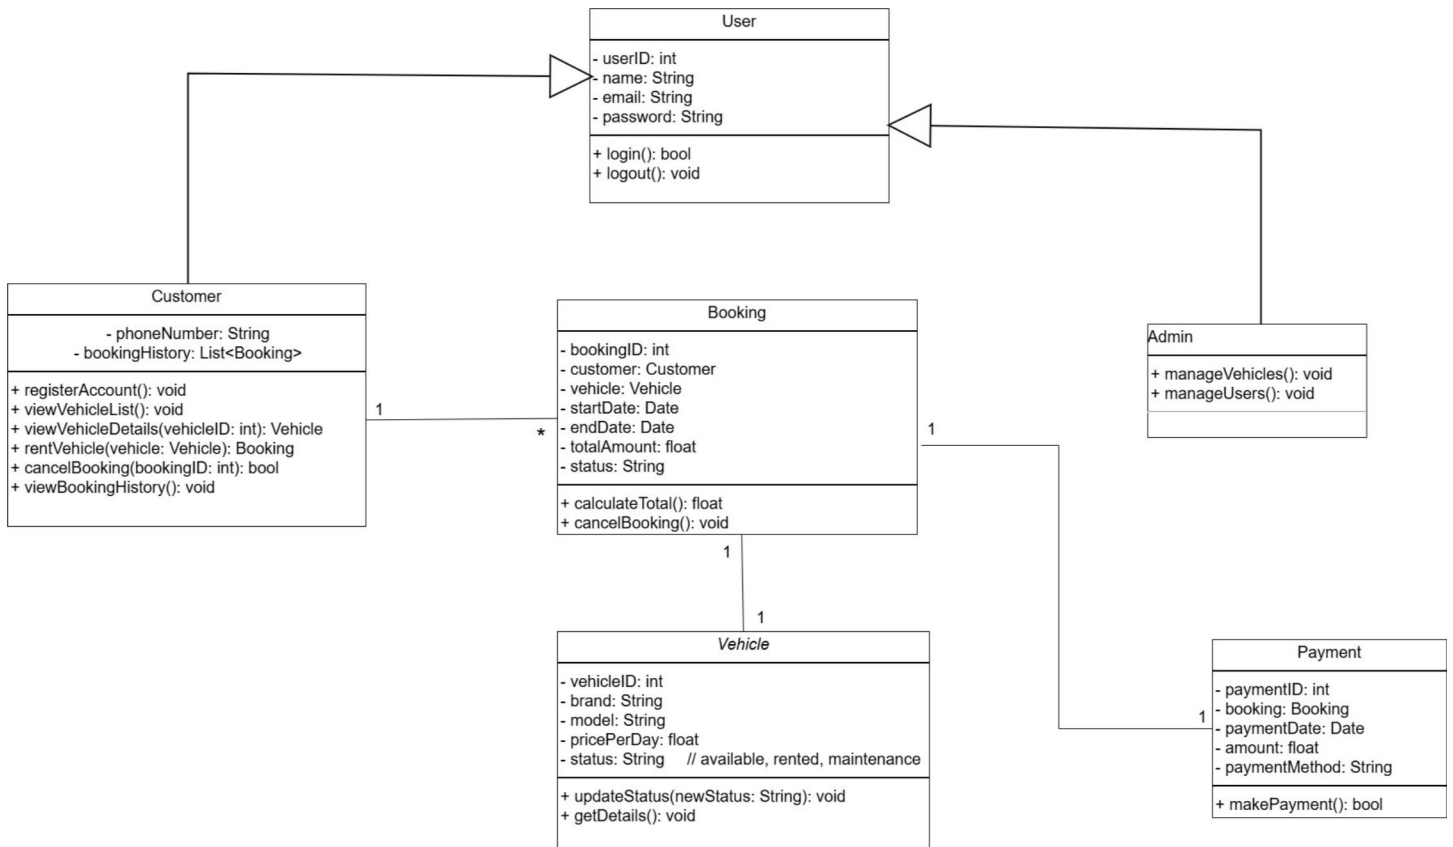 User
- userID: int
- name: String
- email: String
- password: String
+ login(): bool
+ logout(): void
Customer
- phoneNumber: String
- bookingHistory: List<Booking>
+ registerAccount(): void
+ viewVehicleList(): void
+ viewVehicleDetails(vehicleID: int): Vehicle
+ rentVehicle(vehicle: Vehicle): Booking
+ cancelBooking(bookingID: int): bool
+ viewBookingHistory(): void
1
*
Booking
- bookingID: int
- customer: Customer
- vehicle: Vehicle
- startDate: Date
- endDate: Date
- totalAmount: float
- status: String
+ calculateTotal(): float
+ cancelBooking(): void
1
Admin
+ manageVehicles(): void
+ manageUsers(): void
1
1
Vehicle
- vehicleID: int
- brand: String
- model: String
- pricePerDay: float
- status: String // available, rented, maintenance
+ updateStatus(newStatus: String): void
+ getDetails(): void
1
Payment
- paymentID: int
- booking: Booking
- paymentDate: Date
- amount: float
- paymentMethod: String
+ makePayment(): bool